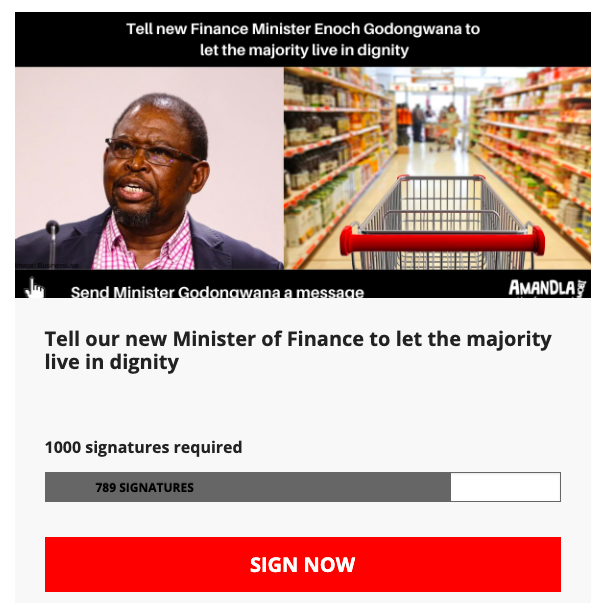 Tell new Finance Minister Enoch Godongwana to
let the majority live in dignity
Send Minister Godongwana a message
AMANDLA
Tell our new Minister of Finance to let the majority
live in dignity
1000 signatures required
789 SIGNATURES
SIGN NOW